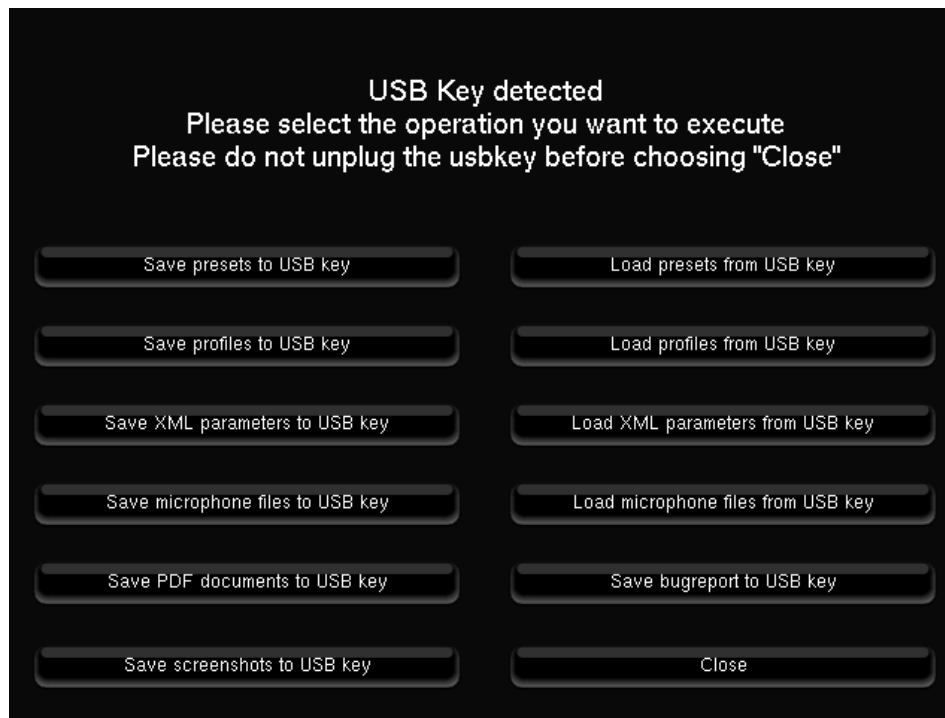 USB Key detected
Please select the operation you want to execute
Please do not unplug the usbkey before choosing "Close"
Save presets to USB key
Load presets from USB key
Save profiles to USB key
Load profiles from USB key
Save XML parameters to USB key
Load XML parameters from USB key
Save microphone files to USB key
Load microphone files from USB key
Save PDF documents to USB key
Save bugreport to USB key
Save screenshots to USB key
Close